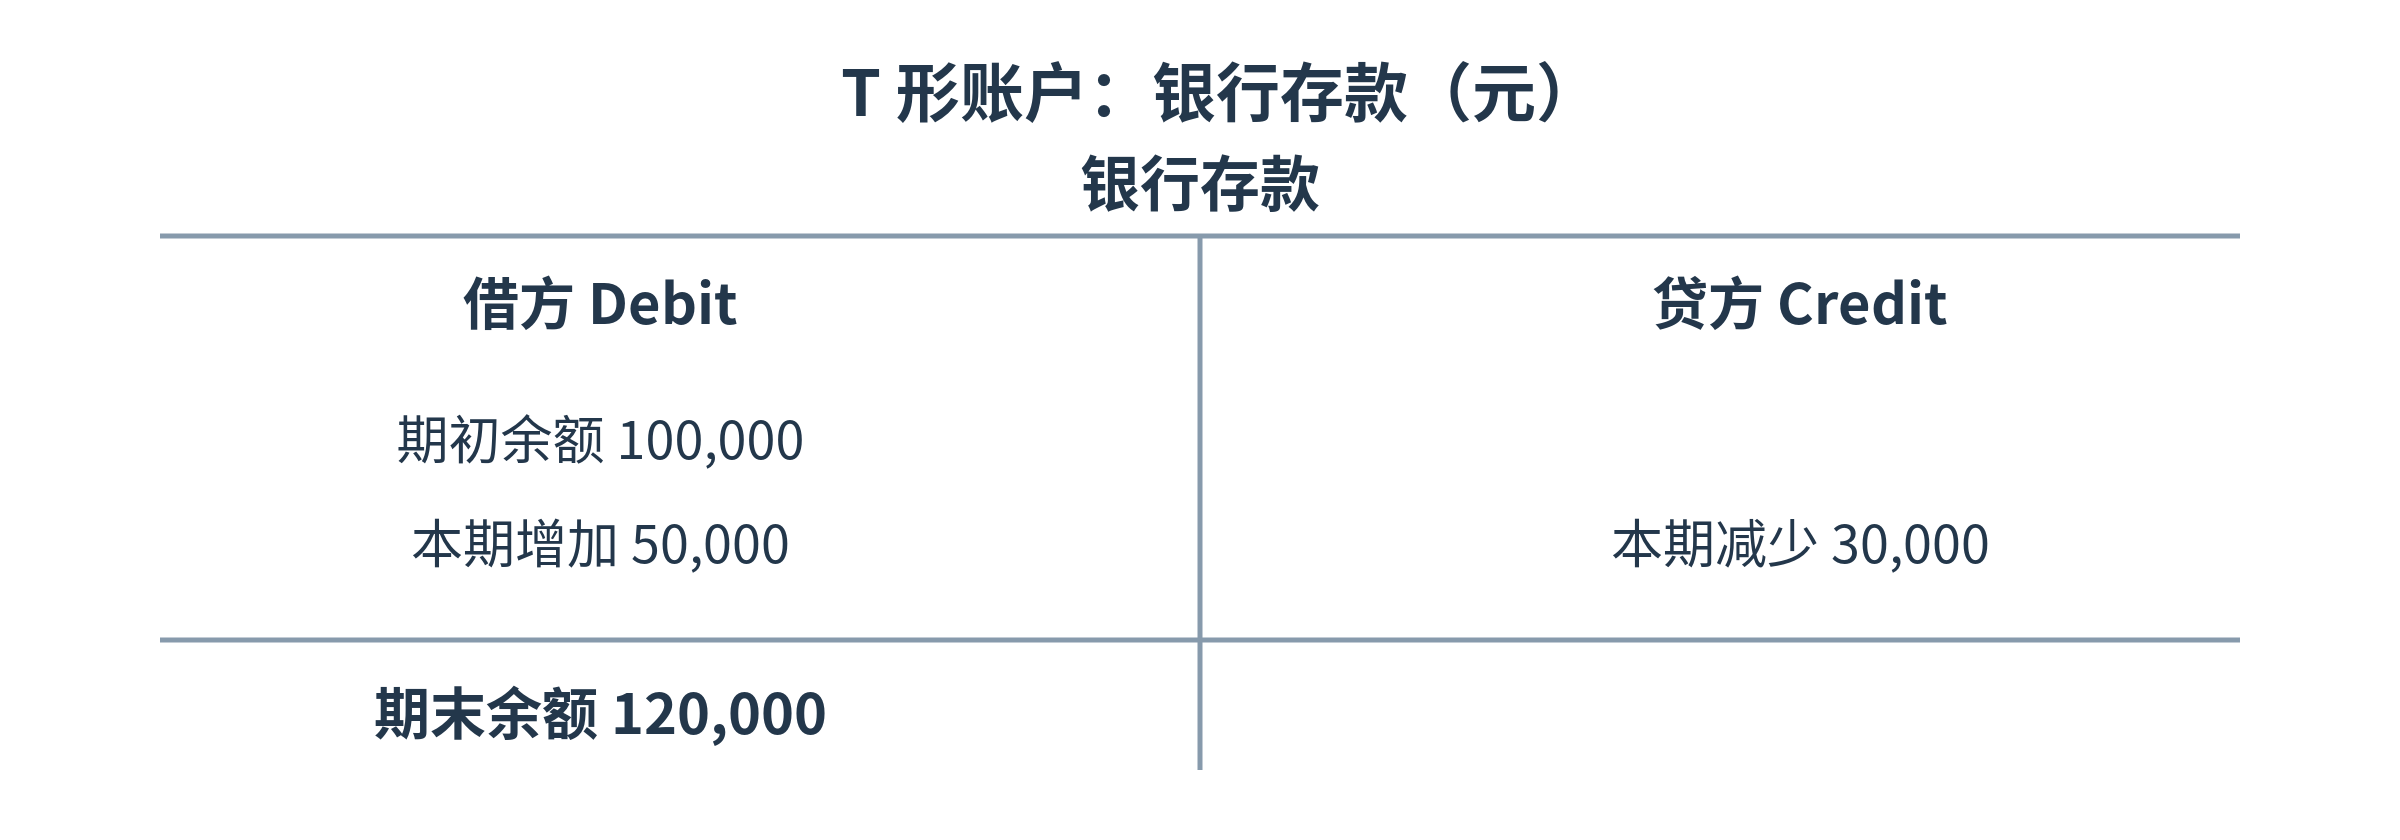 T 形账户：银行存款（元）
银行存款
借方 Debit
贷方 Credit
期初余额 100,000
本期增加 50,000
本期减少 30,000
期末余额 120,000